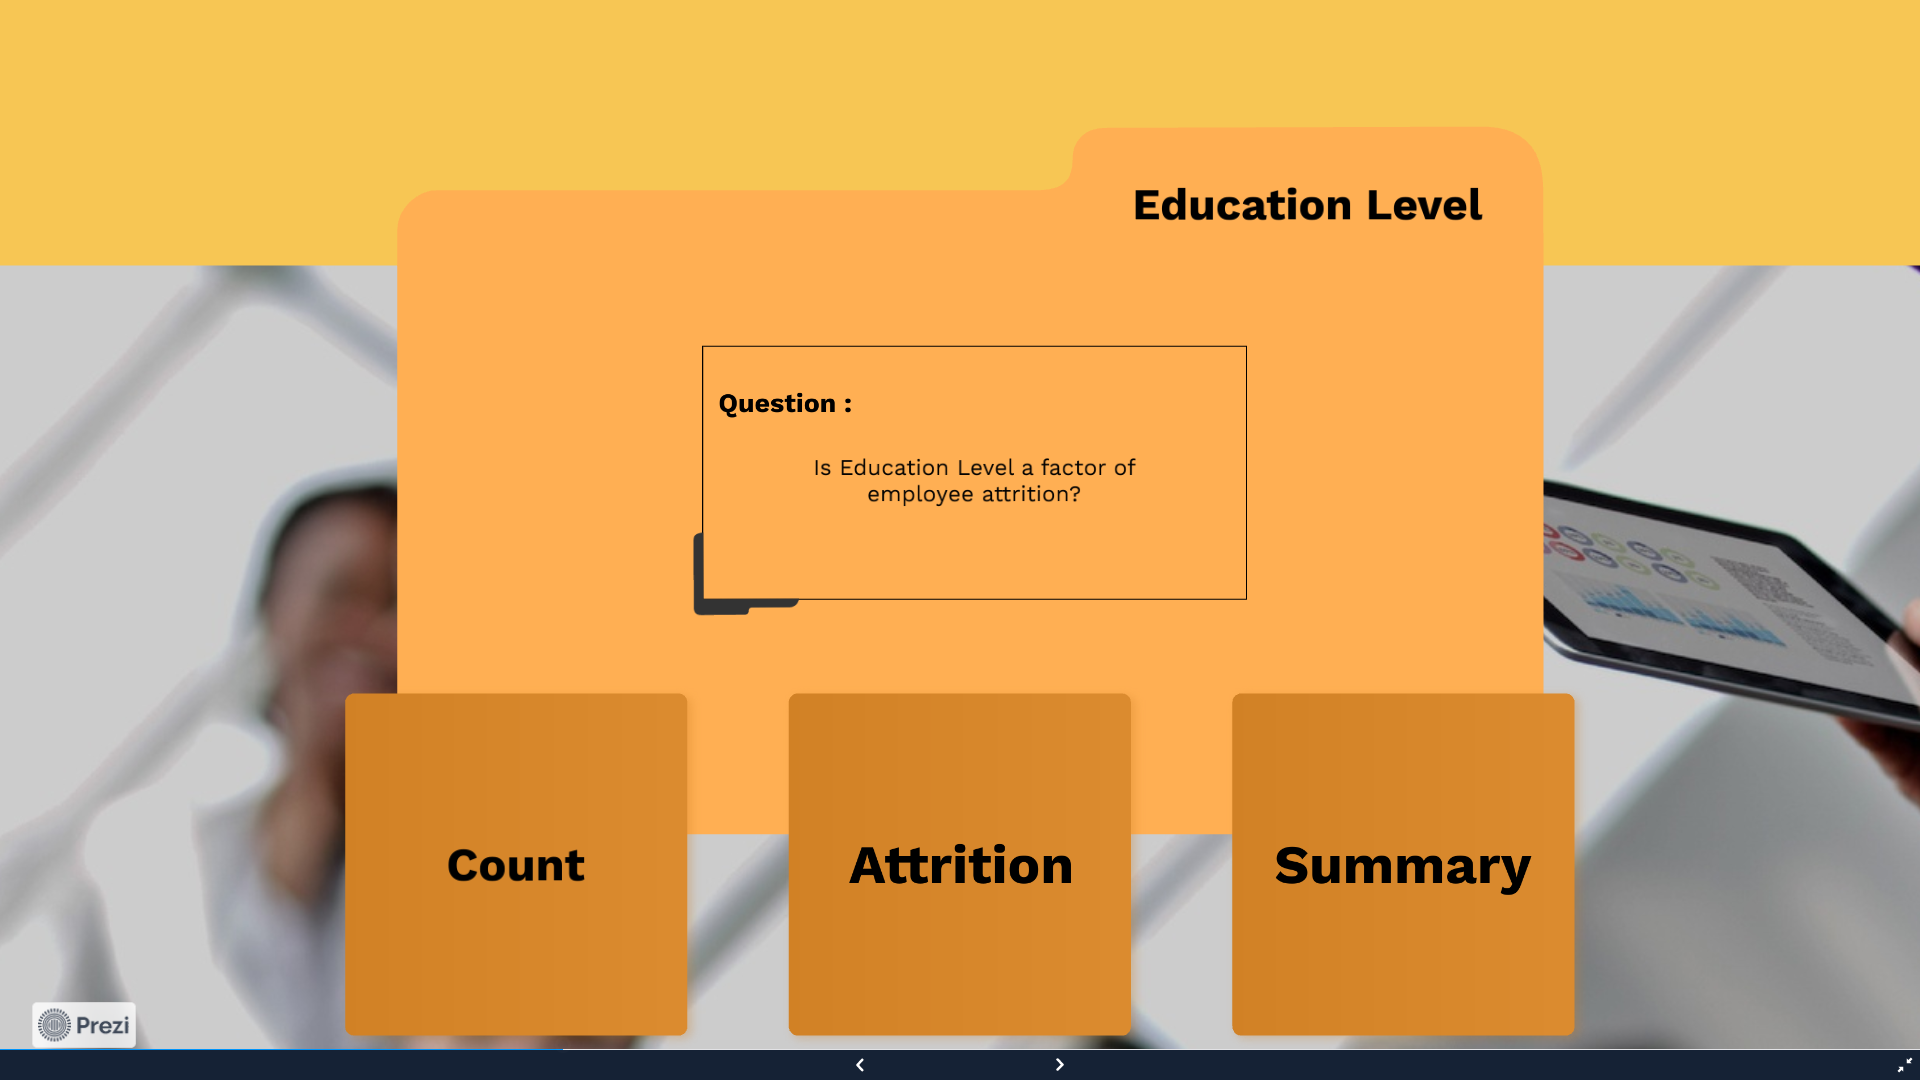 Education Level
Question :
Is Education Level a factor of
employee attrition?
Count
Attrition
Summary
Prezi